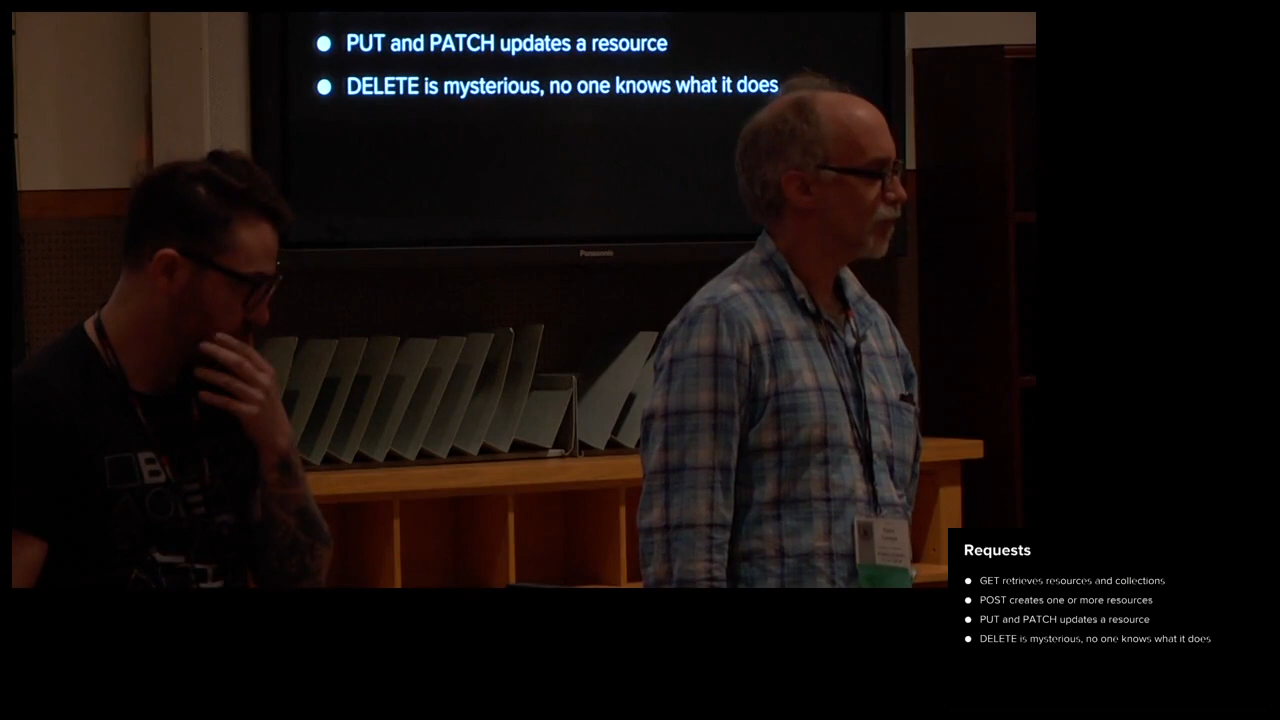 PUT and PATCH updates a resource
DELETE is mysterious, no one knows what it does
Panasonic
Requests
GET retrieves resources and collections
POST creates one or more resources
PUT and PATCH updates a resource
DELETE is mysterious, no one knows what it does